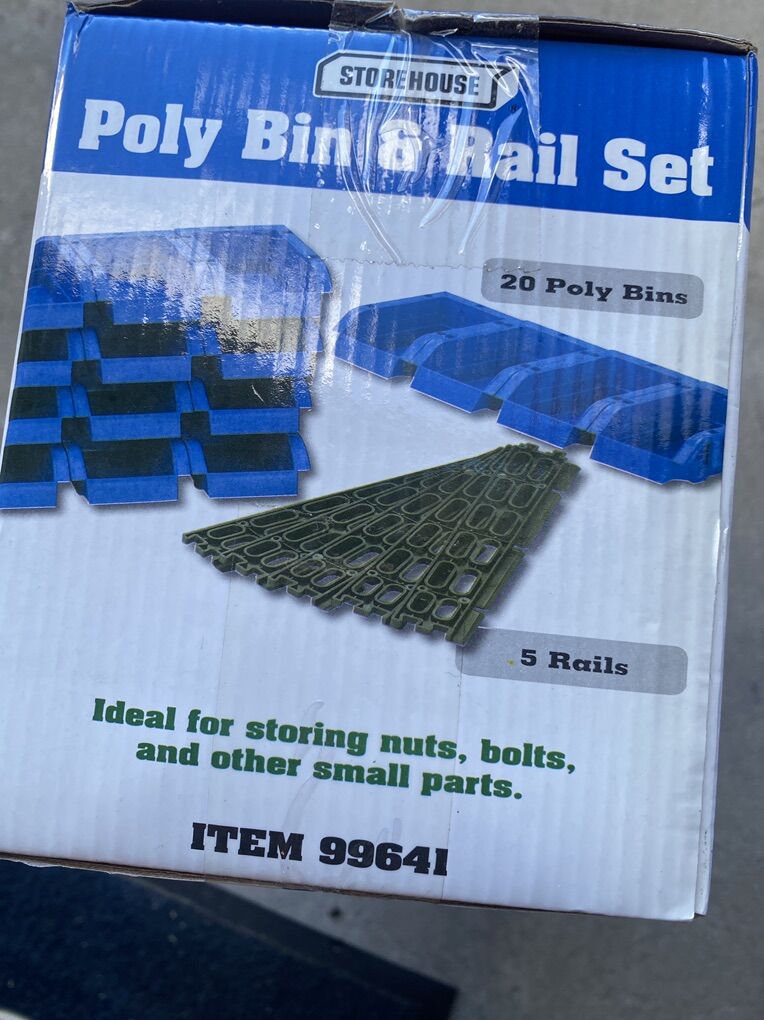 STOREHOUSE
Poly Bin & Rail Set
20 Poly Bins
5 Rails
Ideal for storing nuts, bolts,
and other small parts.
ITEM 99641